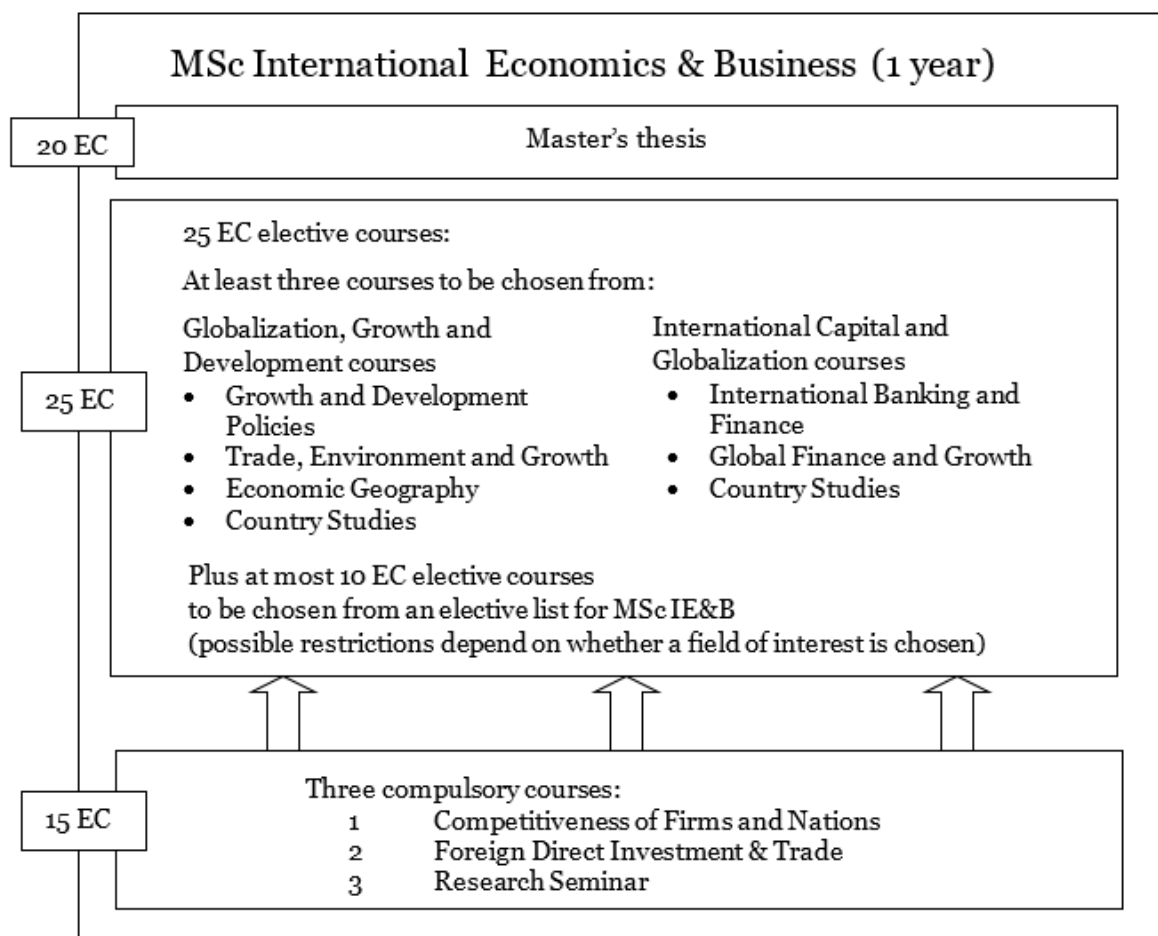 MSc International Economics & Business (1 year)
20 EC
Master's thesis
25 EC
25 EC elective courses:
At least three courses to be chosen from:
Globalization, Growth and
Development courses
• Growth and Development
Policies
• Trade, Environment and Growth
• Economic Geography
• Country Studies
International Capital and
Globalization courses
• International Banking and
Finance
• Global Finance and Growth
• Country Studies
Plus at most 10 EC elective courses
to be chosen from an elective list for MSc IE&B
(possible restrictions depend on whether a field of interest is chosen)
15 EC
Three compulsory courses:
1 Competitiveness of Firms and Nations
2 Foreign Direct Investment & Trade
3 Research Seminar